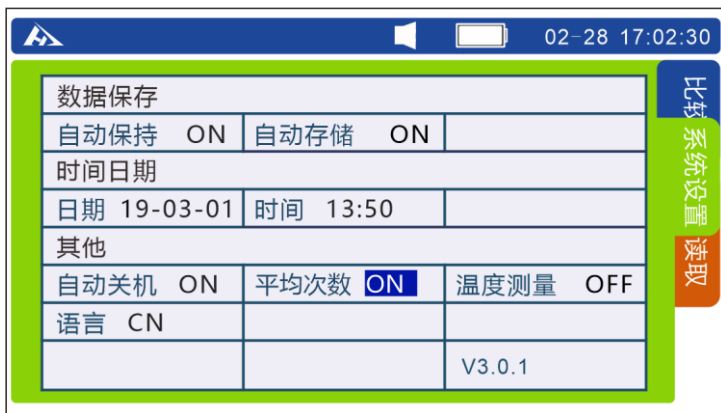 02-28 17:02:30
数据保存
自动保持 ON 自动存储 ON
时间日期
日期 19-03-01 时间 13:50
其他
自动关机 ON 平均次数 ON 温度测量 OFF
语言 CN
V3.0.1
比较
系统设置
读取